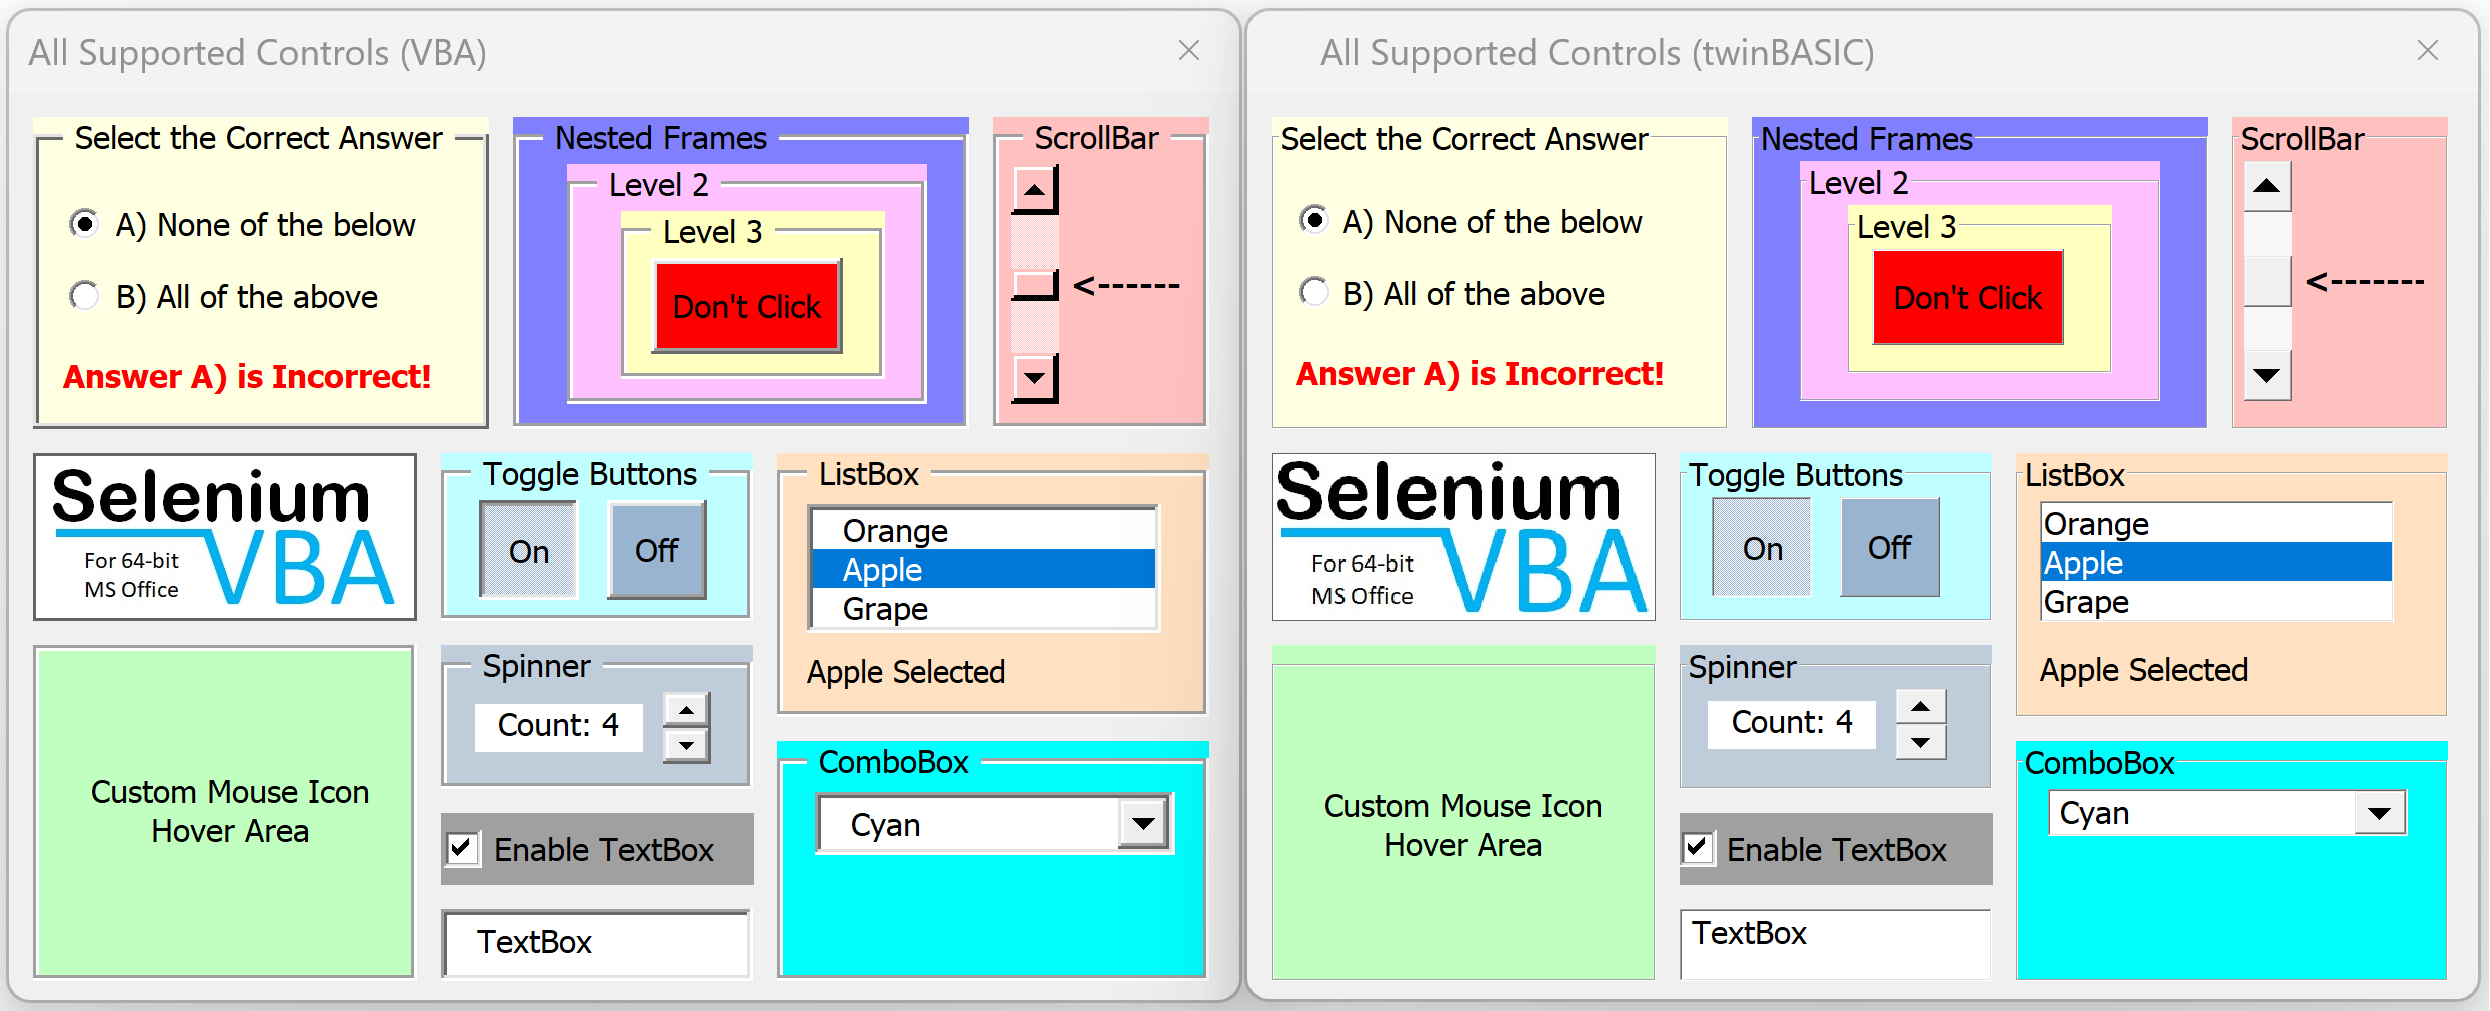 All Supported Controls (VBA)
Select the Correct Answer
A) None of the below
B) All of the above
Answer A) is Incorrect!
Nested Frames
Level 2
Level 3
Don't Click
ScrollBar
<------
Selenium
VBA
For 64-bit
MS Office
Toggle Buttons
On
Off
ListBox
Orange
Apple
Grape
Apple Selected
Custom Mouse Icon
Hover Area
Spinner
Count: 4
Enable TextBox
TextBox
ComboBox
Cyan
All Supported Controls (twinBASIC)
Select the Correct Answer
A) None of the below
B) All of the above
Answer A) is Incorrect!
Nested Frames
Level 2
Level 3
Don't Click
ScrollBar
<-------
Selenium
VBA
For 64-bit
MS Office
Toggle Buttons
On
Off
ListBox
Orange
Apple
Grape
Apple Selected
Custom Mouse Icon
Hover Area
Spinner
Count: 4
Enable TextBox
TextBox
ComboBox
Cyan